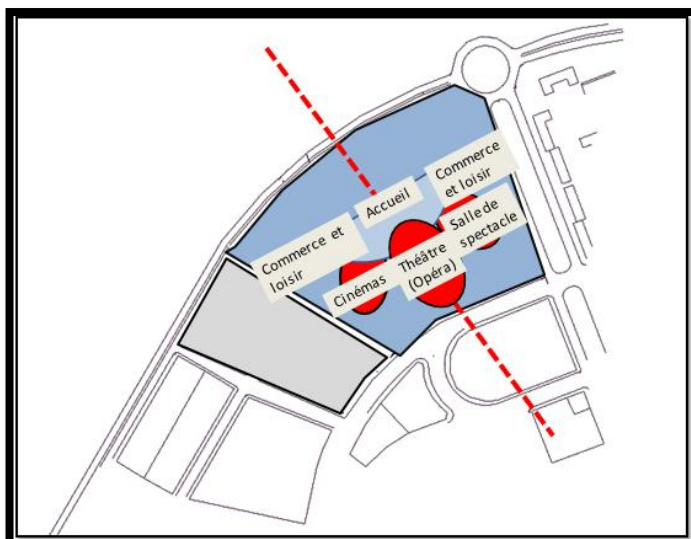 Commerce
et loisir
Accueil
Commerce et
loisir
Salle de
spectacle
Théâtre
(Opéra)
Cinémas